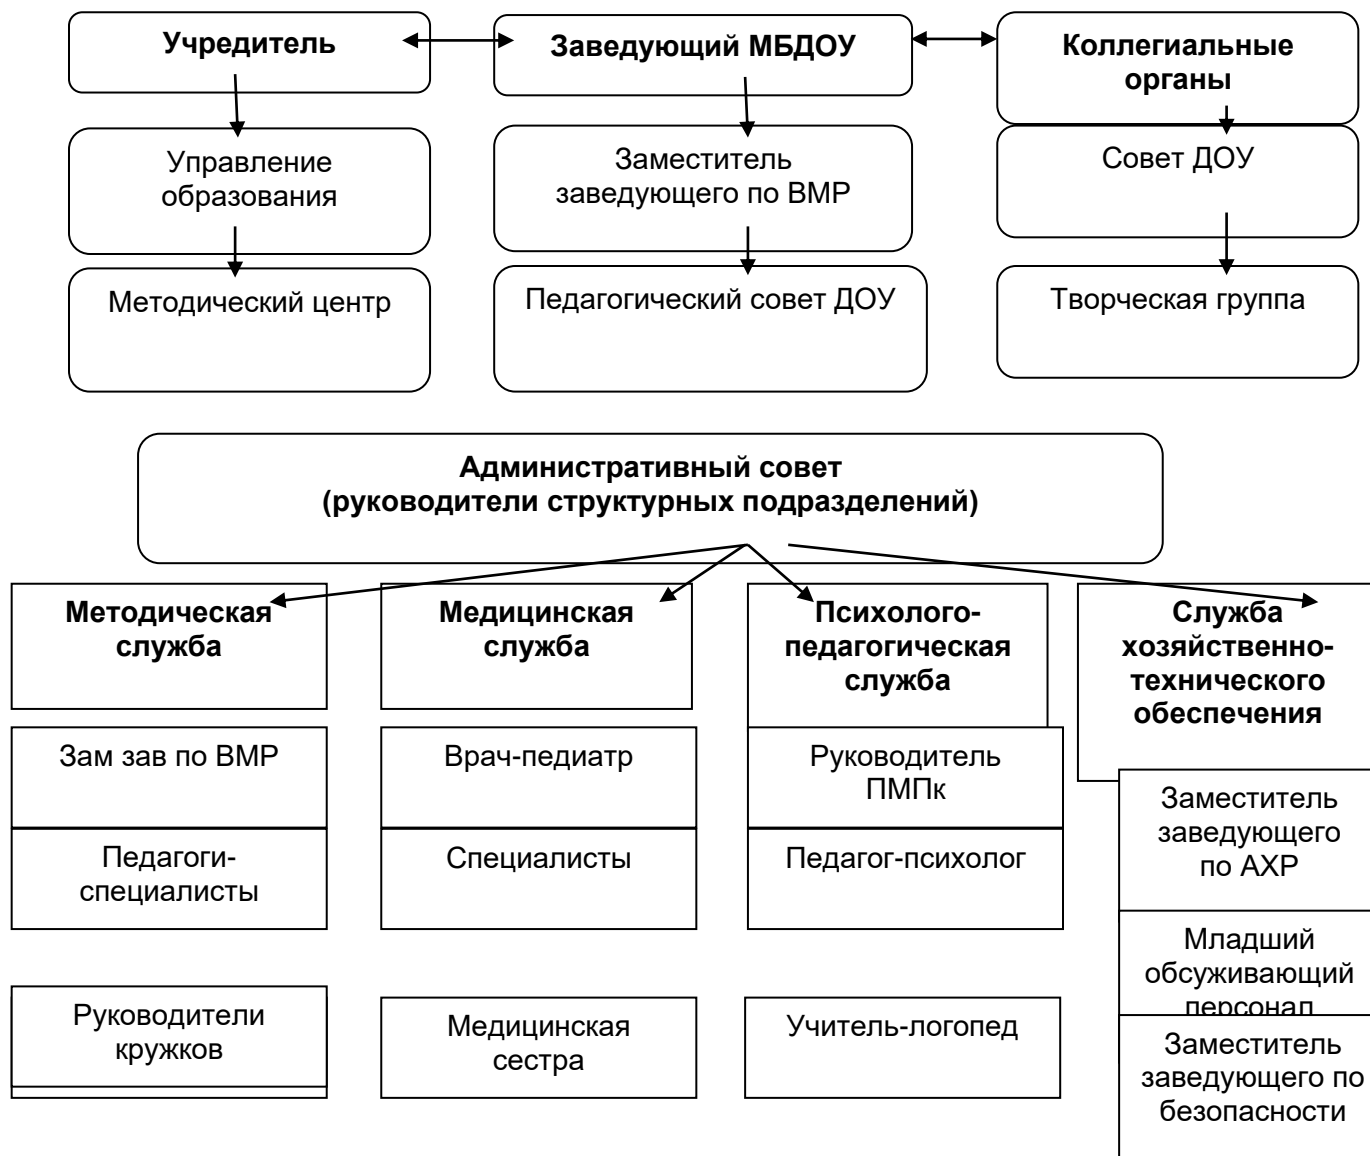 Учредитель
Заведующий МБДОУ
Коллегиальные
органы
Управление
образования
Заместитель
заведующего по ВМР
Совет ДОУ
Методический центр
Педагогический совет ДОУ
Творческая группа
Административный совет
(руководители структурных подразделений)
Методическая
служба
Медицинская
служба
Психолого-
педагогическая
служба
Служба
хозяйственно-
технического
обеспечения
Зам зав по ВМР
Врач-педиатр
Руководитель
ПМПк
Заместитель
заведующего
по АХР
Педагоги-
специалисты
Специалисты
Педагог-психолог
Младший
обсуживающий
персонал
Руководители
кружков
Медицинская
сестра
Учитель-логопед
Заместитель
заведующего по
безопасности